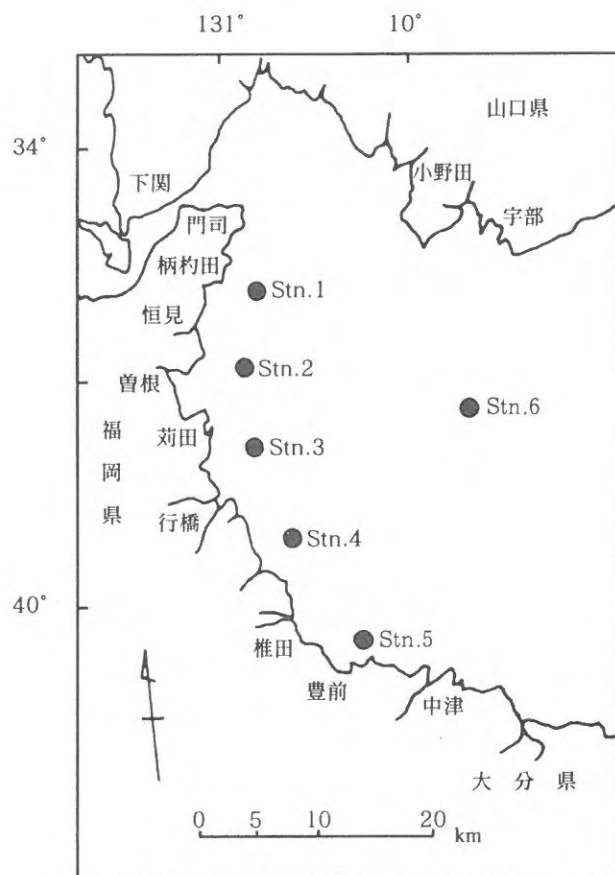 131°
10°
34°
山口県
小野田
宇部
下関
門司
柄杓田
Stn.1
恒見
Stn.2
曽根
Stn.6
苅田
Stn.3
福岡県
行橋
Stn.4
40°
Stn.5
椎田
豊前
中津
大分県
0 5 10 20
km